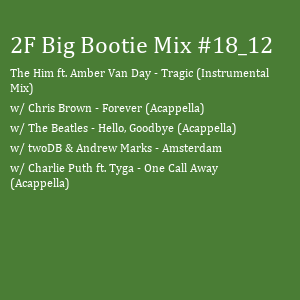 2F Big Bootie Mix #18_12
The Him ft. Amber Van Day - Tragic (Instrumental
Mix)
w/ Chris Brown - Forever (Acappella)
w/ The Beatles - Hello, Goodbye (Acappella)
w/ twoDB & Andrew Marks - Amsterdam
w/ Charlie Puth ft. Tyga - One Call Away
(Acappella)